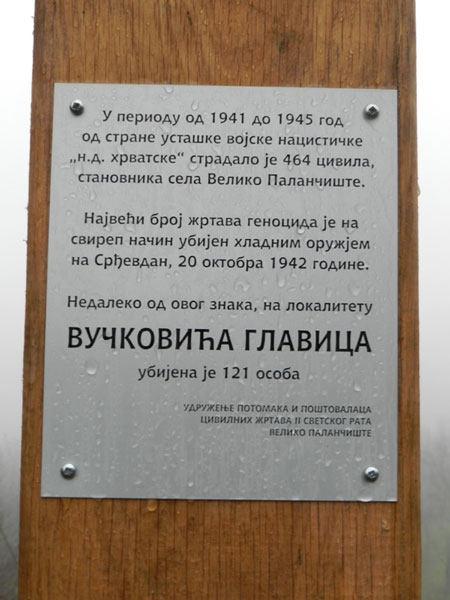 У периоду од 1941 до 1945 год
од стране усташке војске нацистичке
„н.д. хрватске“ страдало је 464 цивила,
становника села Велико Паланчиште.
Највећи број жртава геноцида је на
свиреп начин убијен хладним оружјем
на Срђевдан, 20 октобра 1942 године.
Недалеко од овог знака, на локалитету
ВУЧКОВИЋА ГЛАВИЦА
убијена је 121 особа
УДРУЖЕЊЕ ПОТОМАКА И ПОШТОВАЛАЦА
ЦИВИЛНИХ ЖРТАВА II СВЕТСКОГ РАТА
ВЕЛИКО ПАЛАНЧИШТЕ